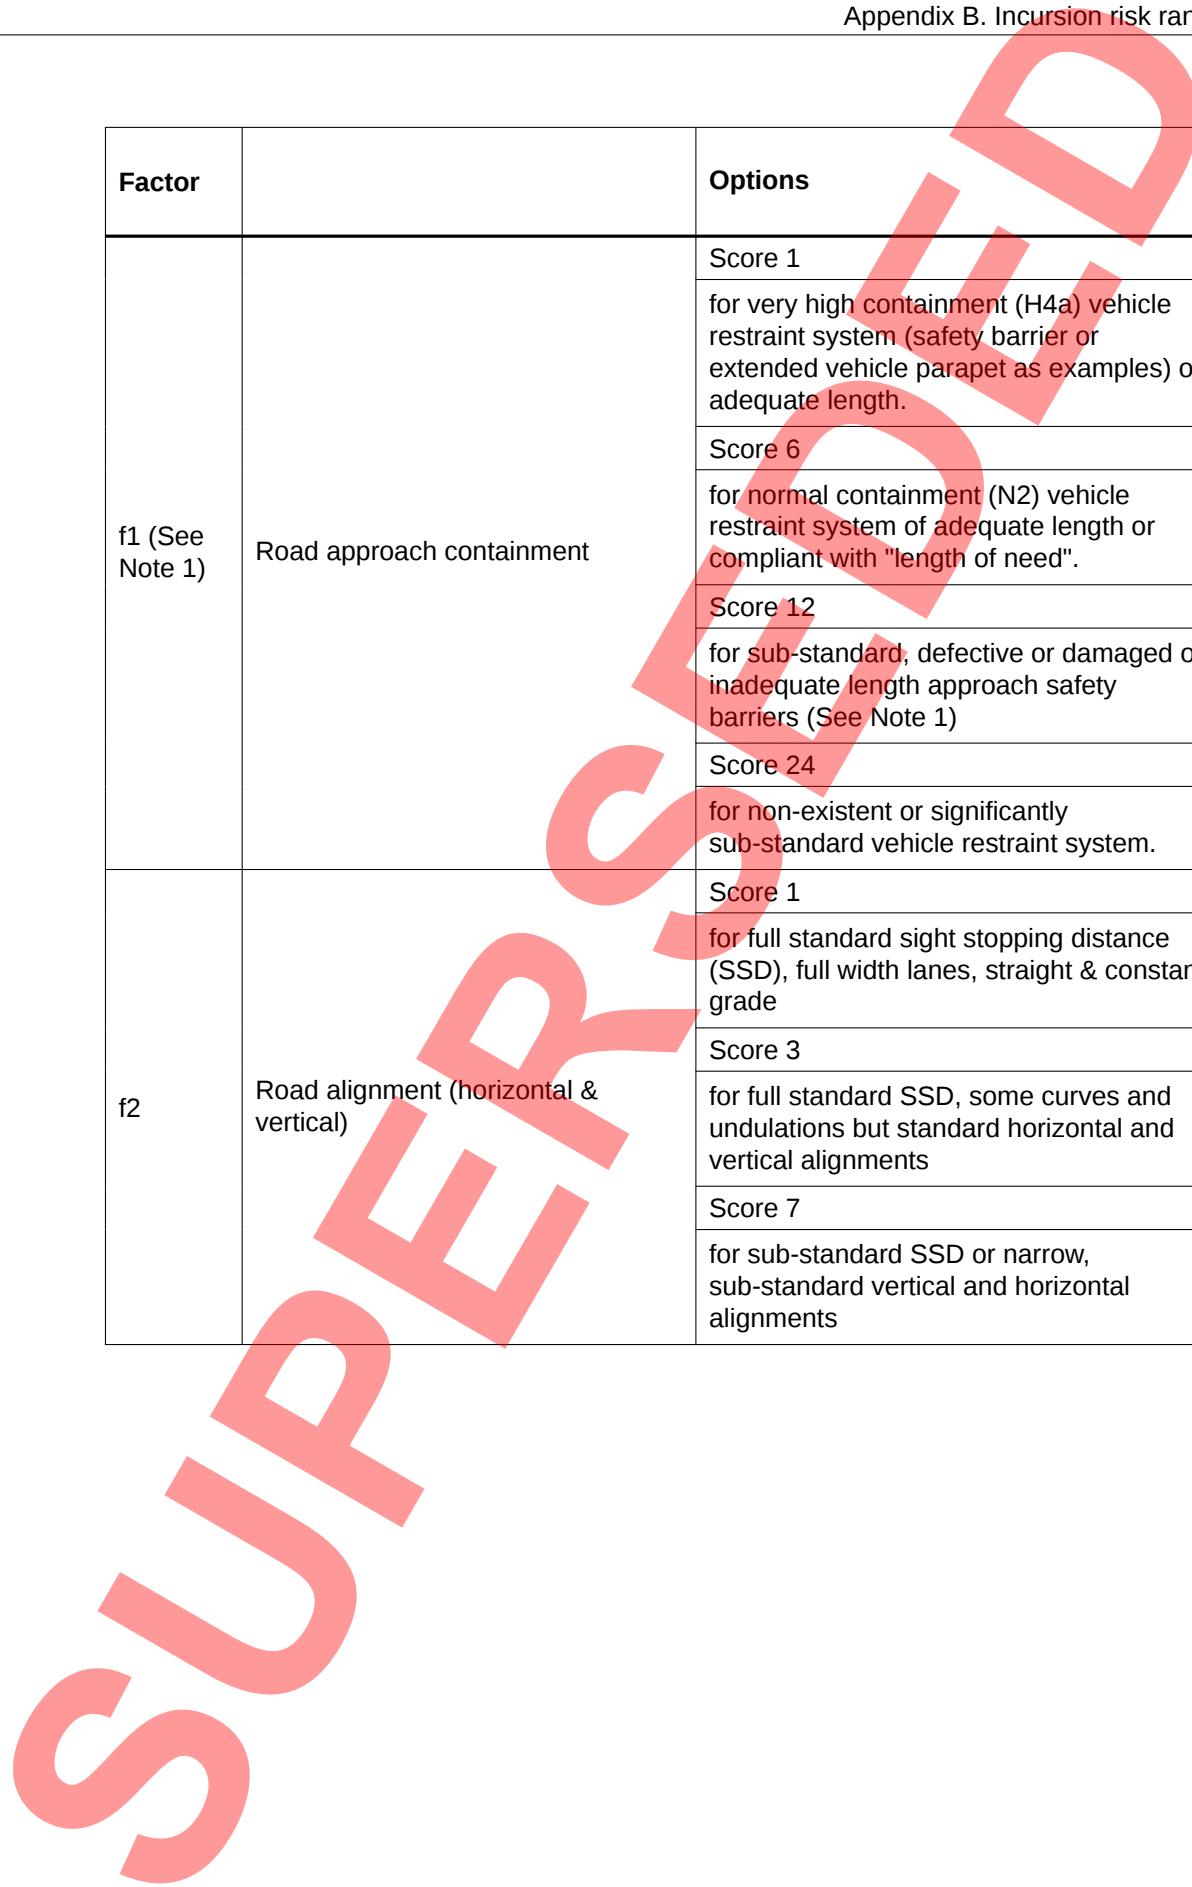 Appendix B. Incursion risk ran
Factor
Options
f1 (See
Note 1)
Road approach containment
Score 1
for very high containment (H4a) vehicle
restraint system (safety barrier or
extended vehicle parapet as examples) o
adequate length.
Score 6
for normal containment (N2) vehicle
restraint system of adequate length or
compliant with "length of need".
Score 12
for sub-standard, defective or damaged o
inadequate length approach safety
barriers (See Note 1)
Score 24
for non-existent or significantly
sub-standard vehicle restraint system.
f2
Road alignment (horizontal &
vertical)
Score 1
for full standard sight stopping distance
(SSD), full width lanes, straight & constan
grade
Score 3
for full standard SSD, some curves and
undulations but standard horizontal and
vertical alignments
Score 7
for sub-standard SSD or narrow,
sub-standard vertical and horizontal
alignments
SUPERSEDED